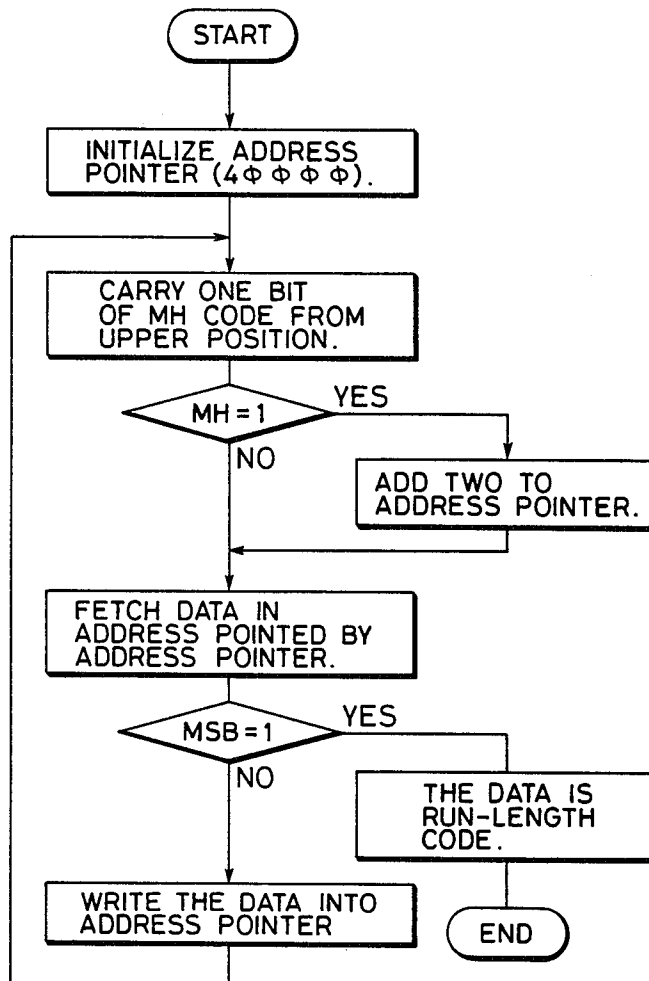 START
INITIALIZE ADDRESS
POINTER (4ΦΦΦΦ).
CARRY ONE BIT
OF MH CODE FROM
UPPER POSITION.
MH = 1
YES
NO
ADD TWO TO
ADDRESS POINTER.
FETCH DATA IN
ADDRESS POINTED BY
ADDRESS POINTER.
MSB = 1
YES
NO
THE DATA IS
RUN-LENGTH
CODE.
WRITE THE DATA INTO
ADDRESS POINTER
END